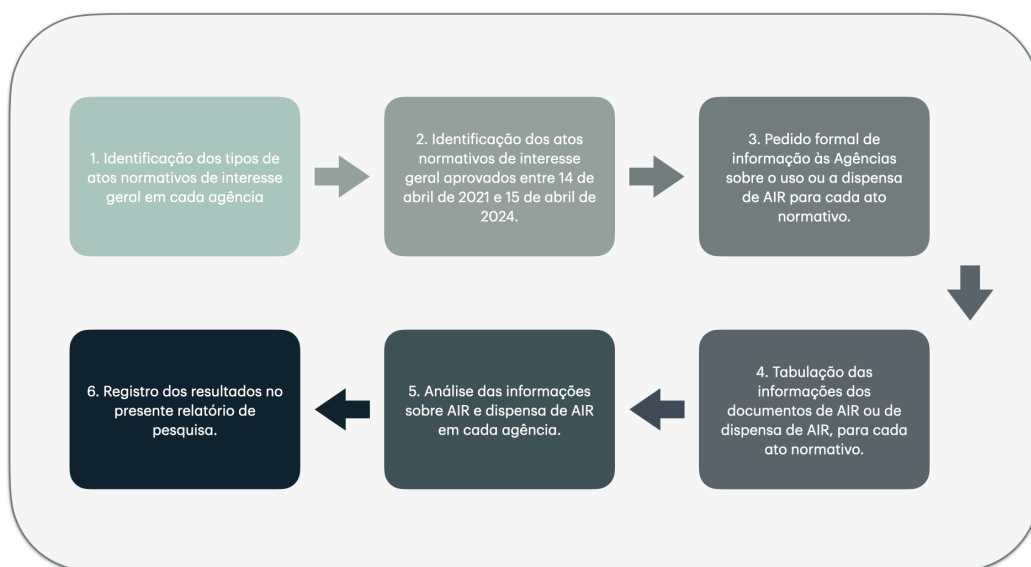 1. Identificação dos tipos de
atos normativos de interesse
geral em cada agência
2. Identificação dos atos
normativos de interesse
geral aprovados entre 14 de
abril de 2021 e 15 de abril de
2024.
3. Pedido formal de
informação às Agências
sobre o uso ou a dispensa
de AIR para cada ato
normativo.
4. Tabulação das
informações dos
documentos de AIR ou de
dispensa de AIR, para cada
ato normativo.
5. Análise das informações
sobre AIR e dispensa de AIR
em cada agência.
6. Registro dos resultados no
presente relatório de
pesquisa.